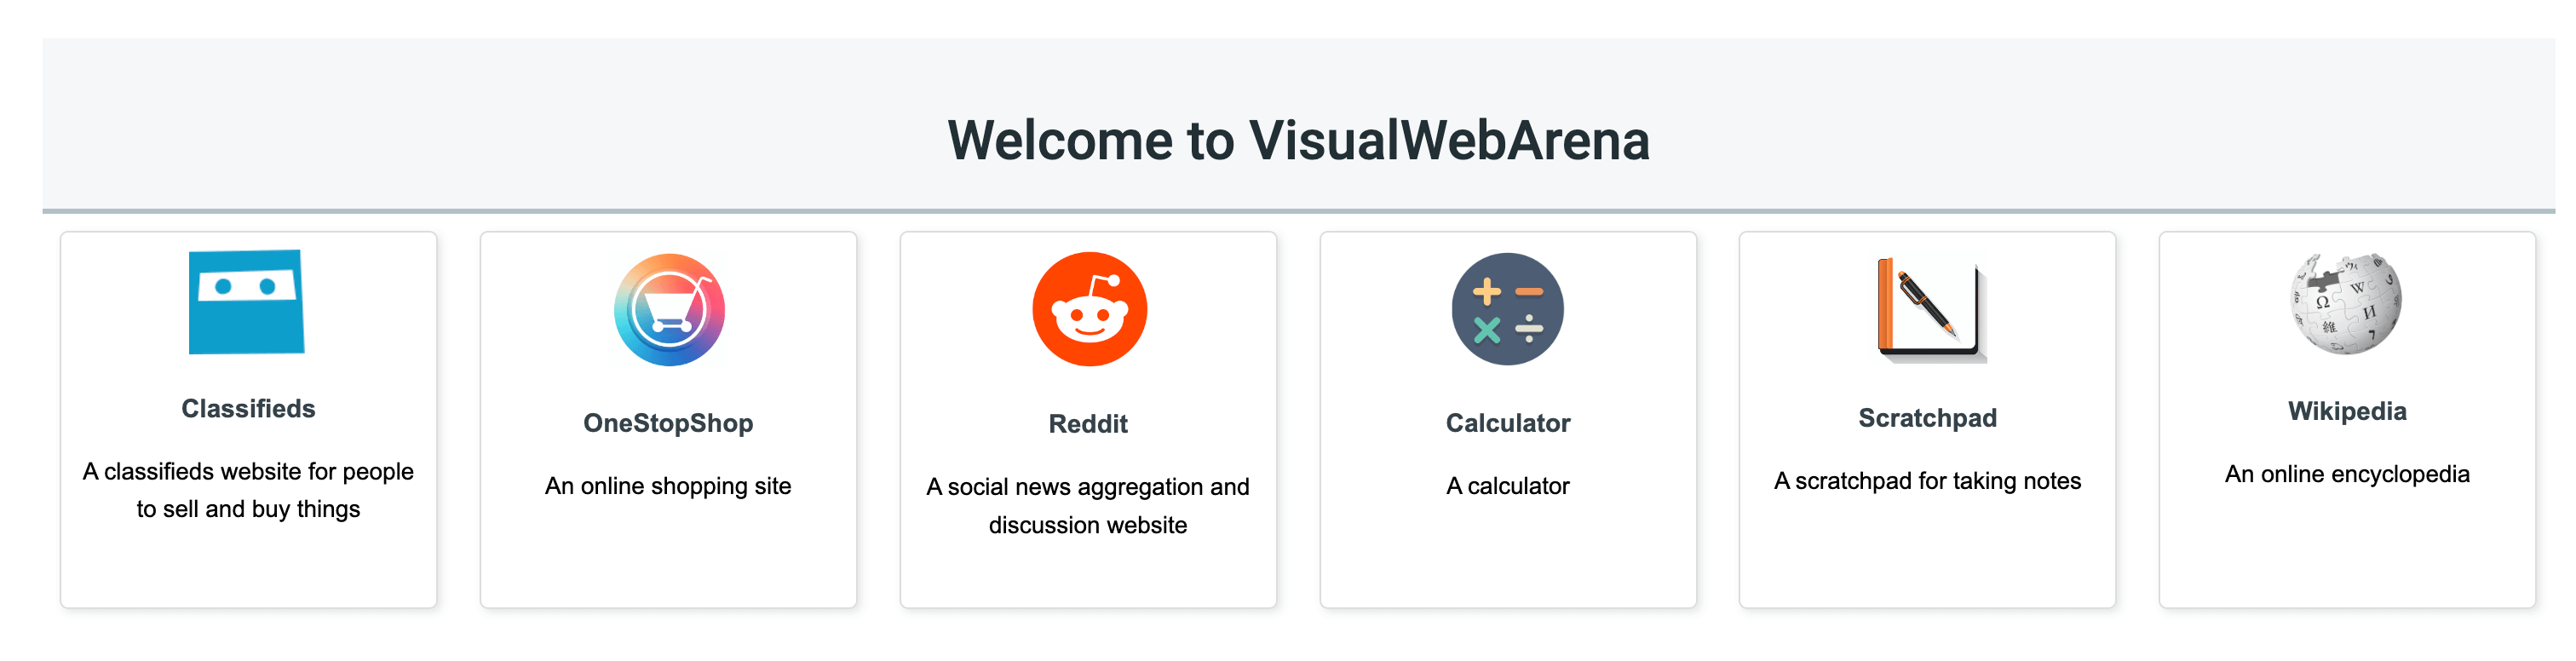 Welcome to VisualWebArena
Classifieds
A classifieds website for people
to sell and buy things
OneStopShop
An online shopping site
Reddit
A social news aggregation and
discussion website
Calculator
A calculator
Scratchpad
A scratchpad for taking notes
Wikipedia
An online encyclopedia